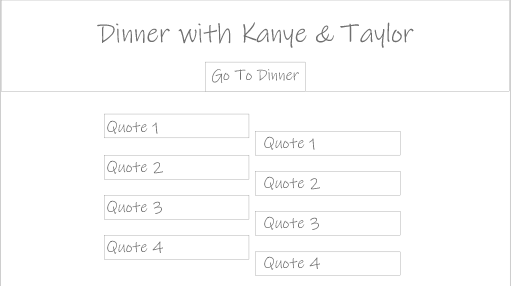 Dinner with Kanye & Taylor
Go To Dinner
Quote 1
Quote 1
Quote 2
Quote 2
Quote 3
Quote 3
Quote 4
Quote 4